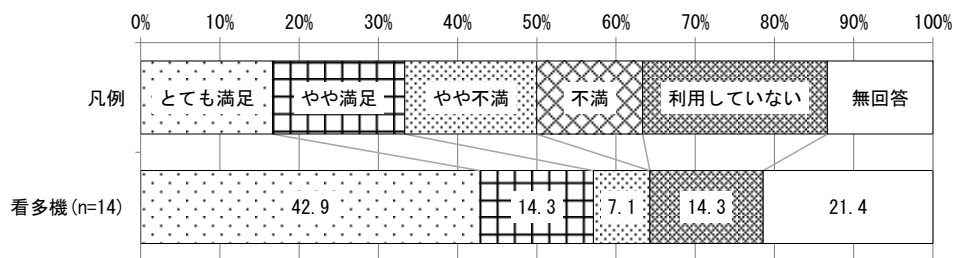 0% 10% 20% 30% 40% 50% 60% 70% 80% 90% 100%
凡例 とても満足 やや満足 やや不満 不満 利用していない 無回答
看多機(n=14) 42.9 14.3 7.1 14.3 21.4